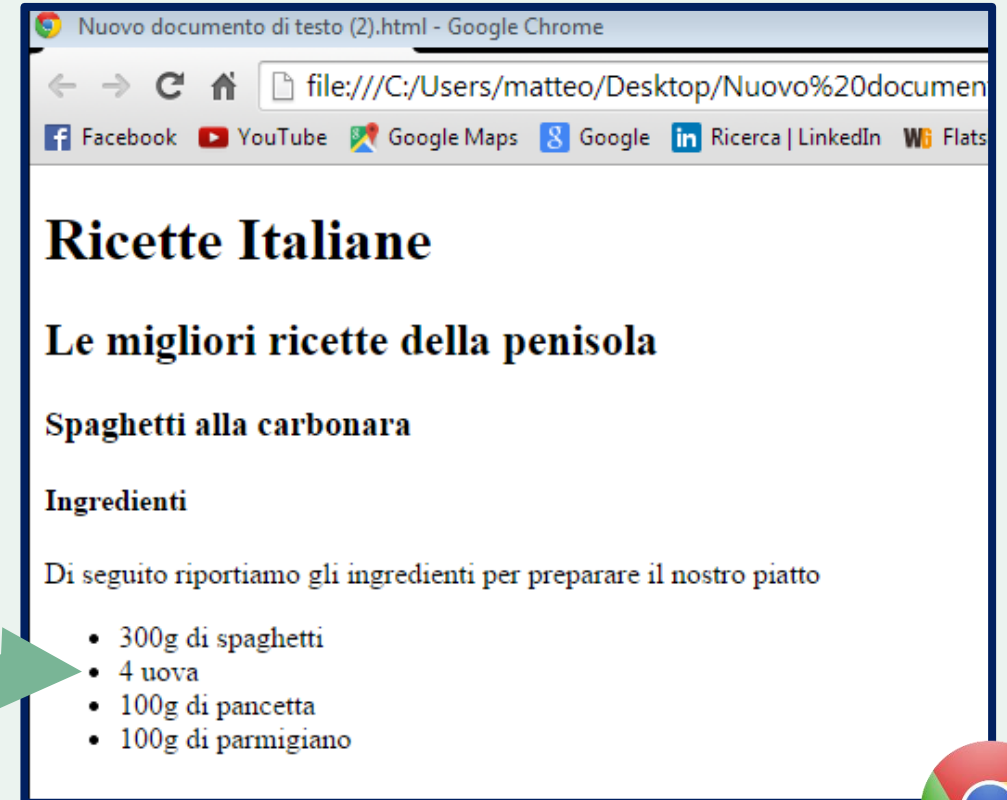 Nuovo documento di testo (2).html - Google Chrome
file:///C:/Users/matteo/Desktop/Nuovo%20documen
Facebook YouTube Google Maps Google Ricerca | LinkedIn Flats
Ricette Italiane
Le migliori ricette della penisola
Spaghetti alla carbonara
Ingredienti
Di seguito riportiamo gli ingredienti per preparare il nostro piatto
• 300g di spaghetti
• 4 uova
• 100g di pancetta
• 100g di parmigiano